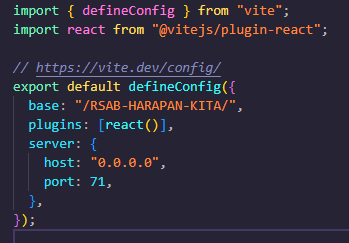 import { defineConfig } from "vite";
import react from "@vitejs/plugin-react";
// https://vite.dev/config/
export default defineConfig({
  base: "/RSAB-HARAPAN-KITA/",
  plugins: [react()],
  server: {
    host: "0.0.0.0",
    port: 71,
  },
});